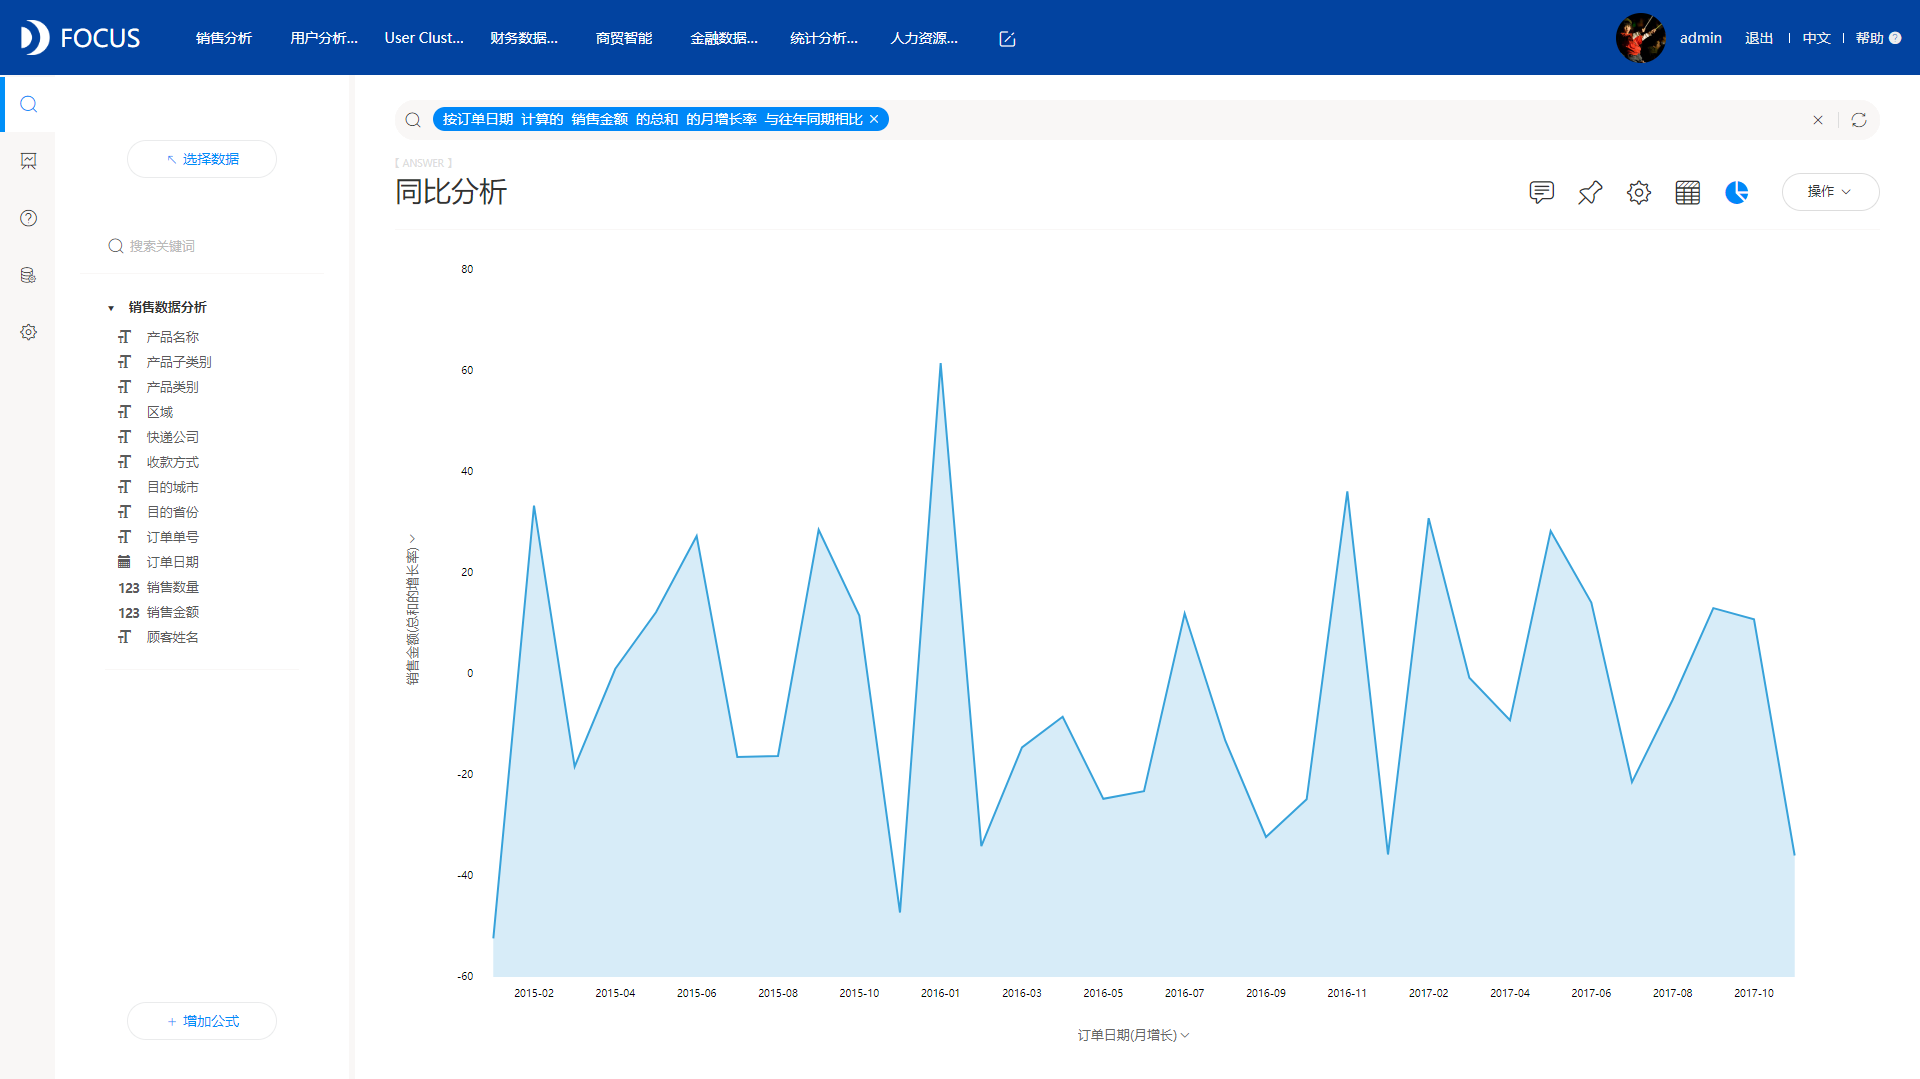 FOCUS
销售分析 用户分析... User Clust... 财务数据... 商贸智能 金融数据... 统计分析... 人力资源...
admin 退出 | 中文 | 帮助 ?
按订单日期 计算的 销售金额 的总和 的月增长率 与往年同期相比 ×
选择数据
[ ANSWER ]
同比分析
操作
搜索关键词
销售数据分析
产品名称
产品子类别
产品类别
区域
快递公司
收款方式
目的城市
目的省份
订单单号
订单日期
123 销售数量
123 销售金额
顾客姓名
+ 增加公式
销售金额(总和的增长率)
80
60
40
20
0
-20
-40
-60
2015-02 2015-04 2015-06 2015-08 2015-10 2016-01 2016-03 2016-05 2016-07 2016-09 2016-11 2017-02 2017-04 2017-06 2017-08 2017-10
订单日期(月增长)